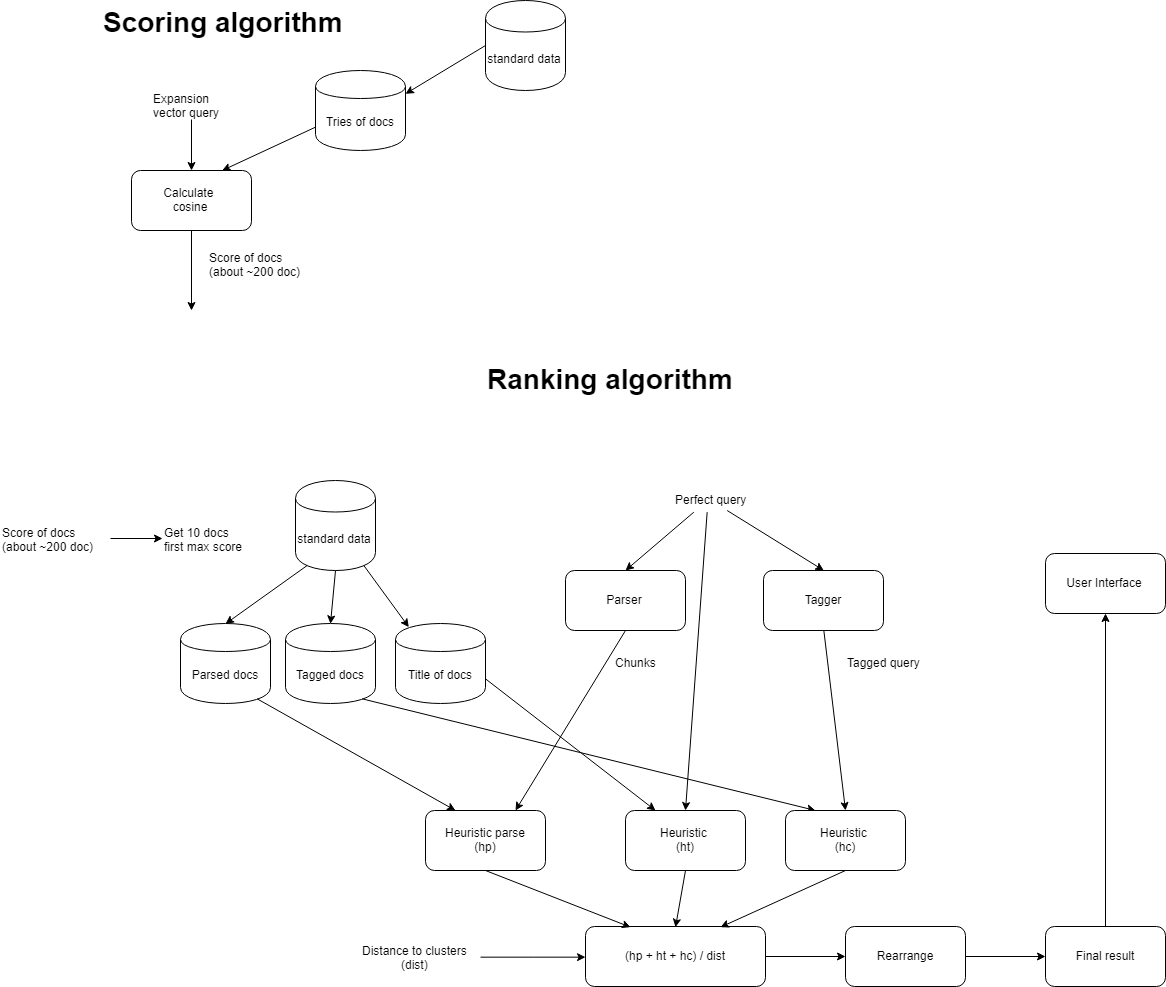 Scoring algorithm
standard data
Expansion
vector query
Tries of docs
Calculate
cosine
Score of docs
(about ~200 doc)
Ranking algorithm
Perfect query
Score of docs
(about ~200 doc)
Get 10 docs
first max score
standard data
User Interface
Parser
Tagger
Chunks
Tagged query
Parsed docs
Tagged docs
Title of docs
Heuristic parse
(hp)
Heuristic
(ht)
Heuristic
(hc)
Distance to clusters
(dist)
(hp + ht + hc) / dist
Rearrange
Final result